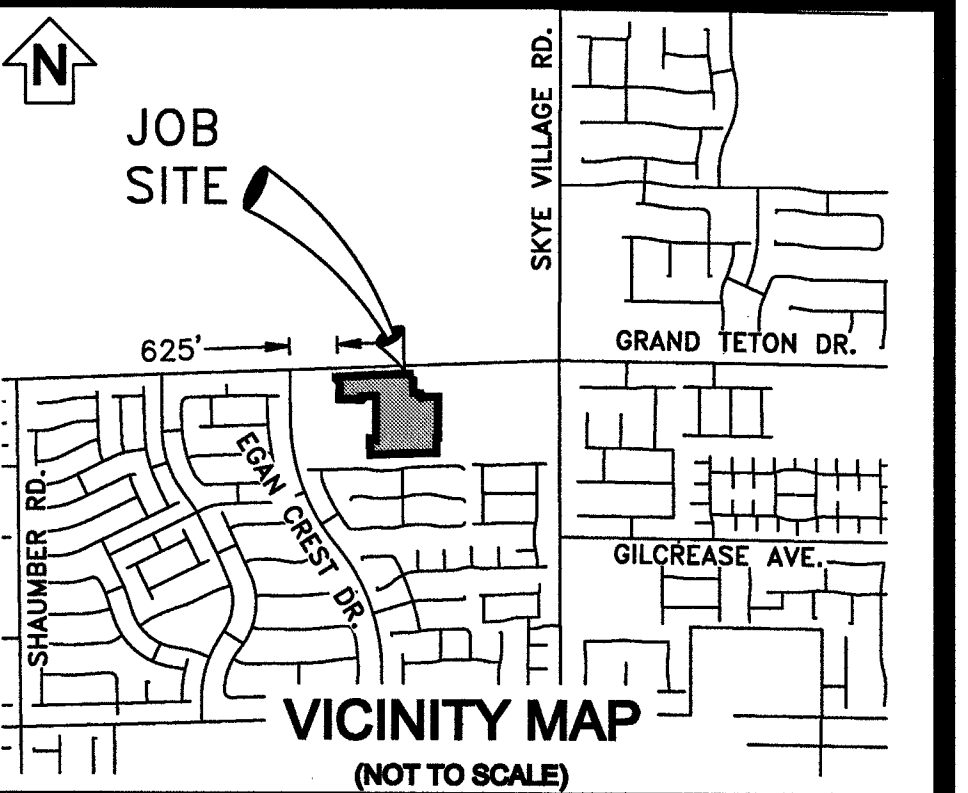 N
JOB
SITE
SKYE VILLAGE RD.
625'
GRAND TETON DR.
EGAN CREST DR.
SHAUMBER RD.
GILCREASE AVE.
VICINITY MAP
(NOT TO SCALE)